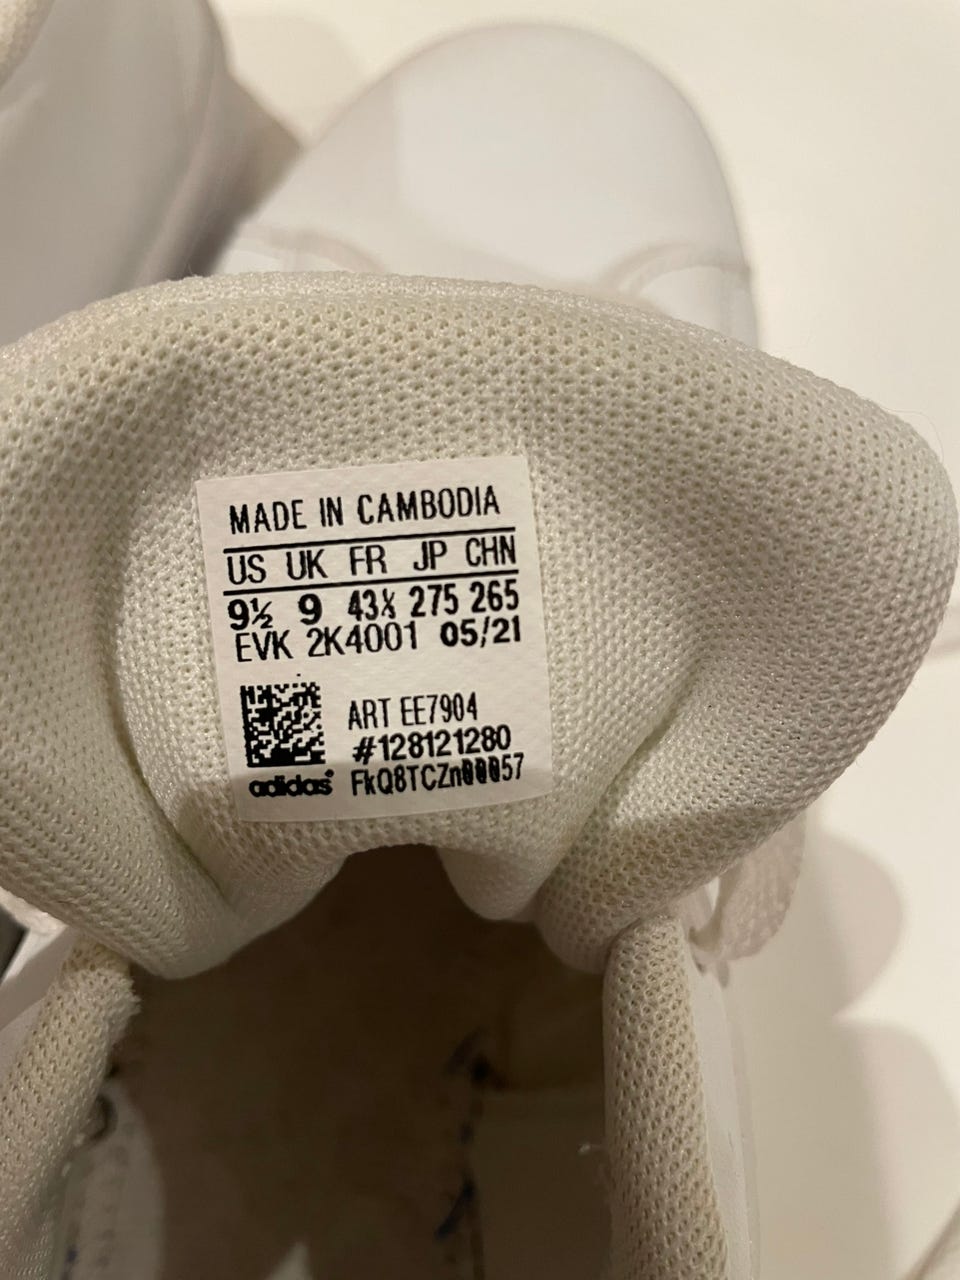 MADE IN CAMBODIA
US UK FR JP CHN
9½ 9 43⅓ 275 265
EVK 2K4001 05/21
ART EE7904
#128121280
adidas® FkQ8TCZn00057